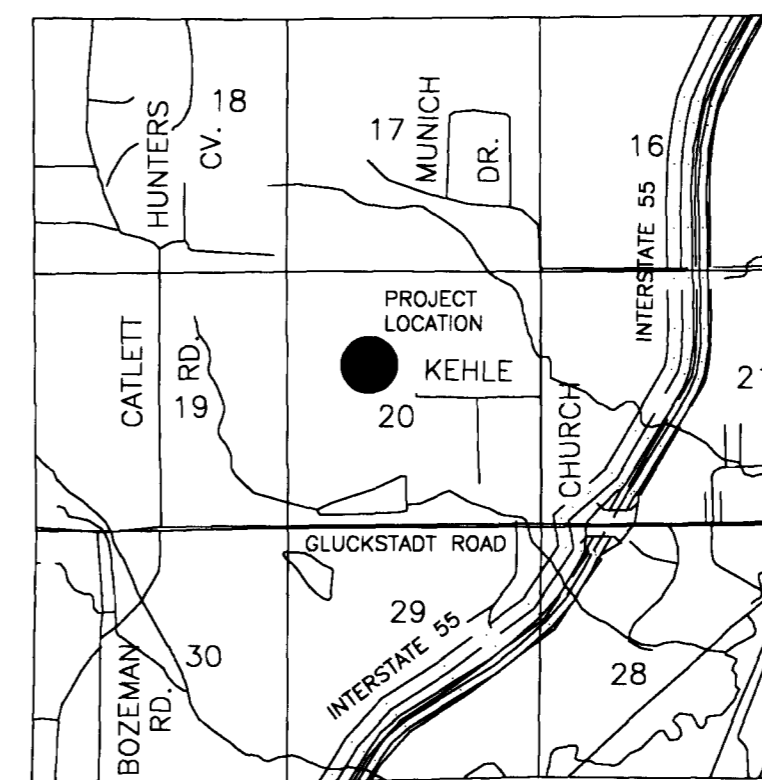 18
HUNTERS
CV.
17
MUNICH
DR.
16
INTERSTATE 55
PROJECT
LOCATION
CATLETT
RD.
19
KEHLE
20
CHURCH
GLUCKSTADT ROAD
29
INTERSTATE 55
30
BOZEMAN
RD.
28